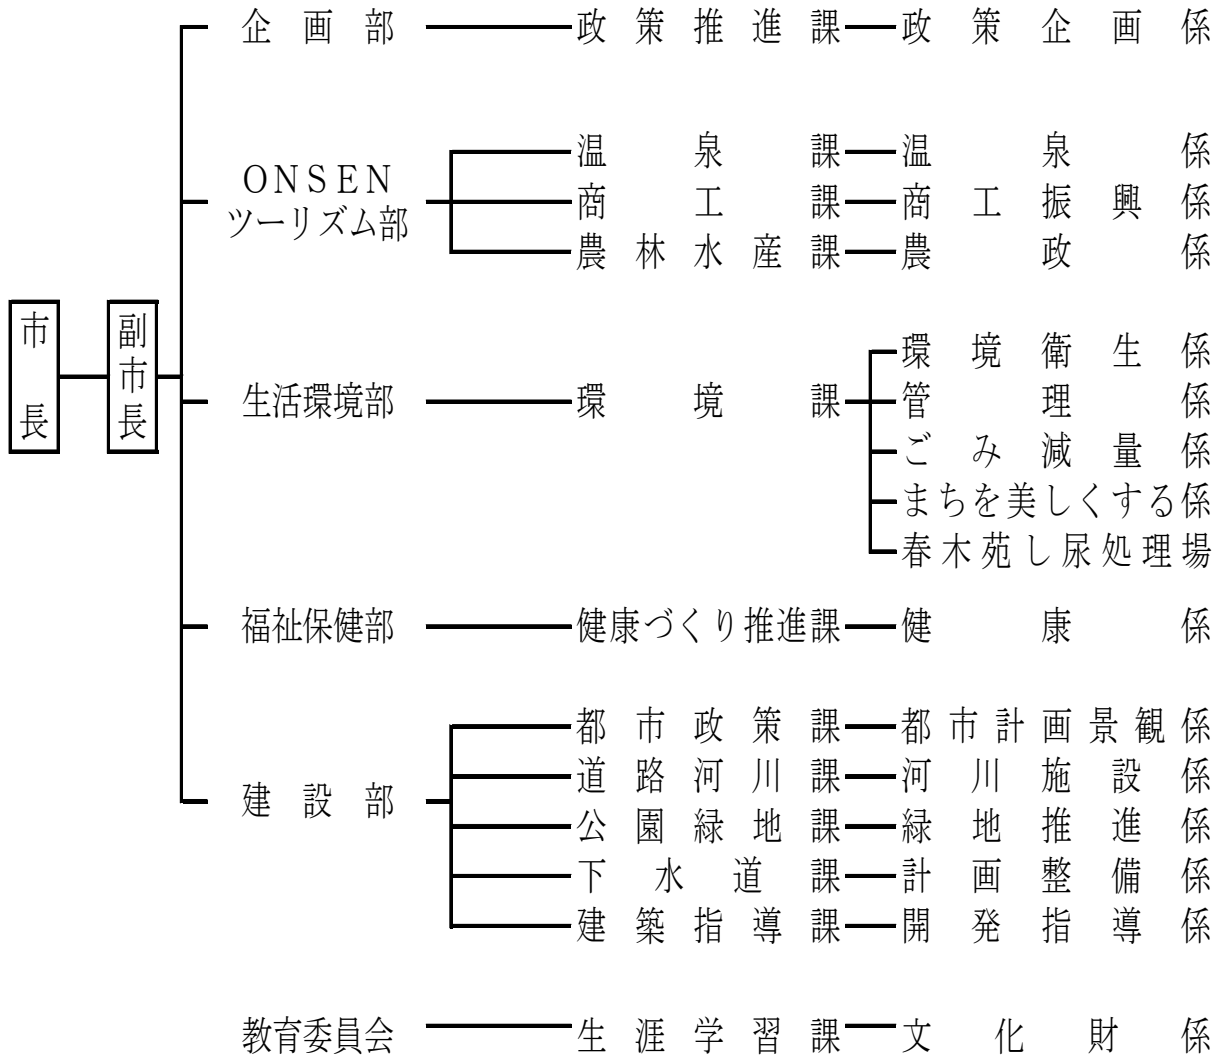 企画部 政策推進課 政策企画係
ONSENツーリズム部
温泉課 温泉係
商工課 商工振興係
農林水産課 農政係
市長 副市長
生活環境部 環境課
環境衛生係
管理係
ごみ減量係
まちを美しくする係
春木苑し尿処理場
福祉保健部 健康づくり推進課 健康係
建設部
都市政策課 都市計画景観係
道路河川課 河川施設係
公園緑地課 緑地推進係
下水道課 計画整備係
建築指導課 開発指導係
教育委員会 生涯学習課 文化財係